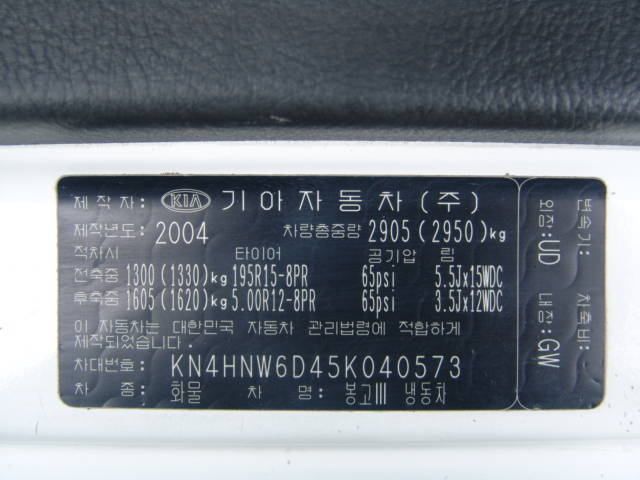 제 작 자 : KIA 기아자동차(주)
제작년도: 2004 차량총중량 2905(2950)kg
적차시 타이어 공기압 림
전축중 1300(1330)kg 195R15-8PR 65psi 5.5Jx15WDC
후축중 1605(1620)kg 5.00R12-8PR 65psi 3.5Jx12WDC
이 자동차는 대한민국 자동차 관리법령에 적합하게
제작되었습니다.
차대번호: KN4HNW6D45K040573
차 종: 화물 차 명: 봉고III 냉동차
변속기: 차축비:
외장: UD 내장: GW